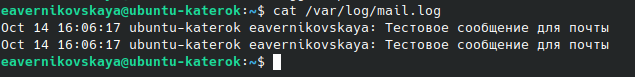 eavernikovskaya@ubuntu-katerok:~$ cat /var/log/mail.log
Oct 14 16:06:17 ubuntu-katerok eavernikovskaya: Тестовое сообщение для почты
Oct 14 16:06:17 ubuntu-katerok eavernikovskaya: Тестовое сообщение для почты
eavernikovskaya@ubuntu-katerok:~$